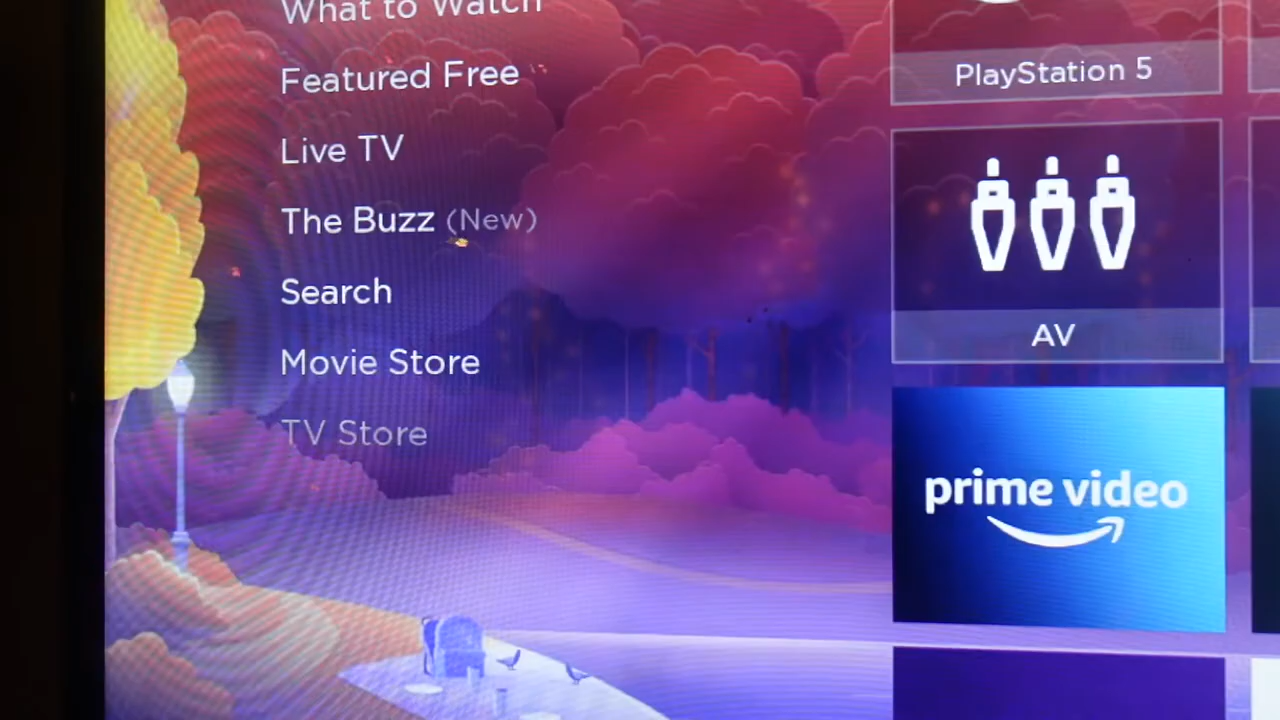 What to Watch
Featured Free
Live TV
The Buzz (New)
Search
Movie Store
TV Store
PlayStation 5
AV
prime video